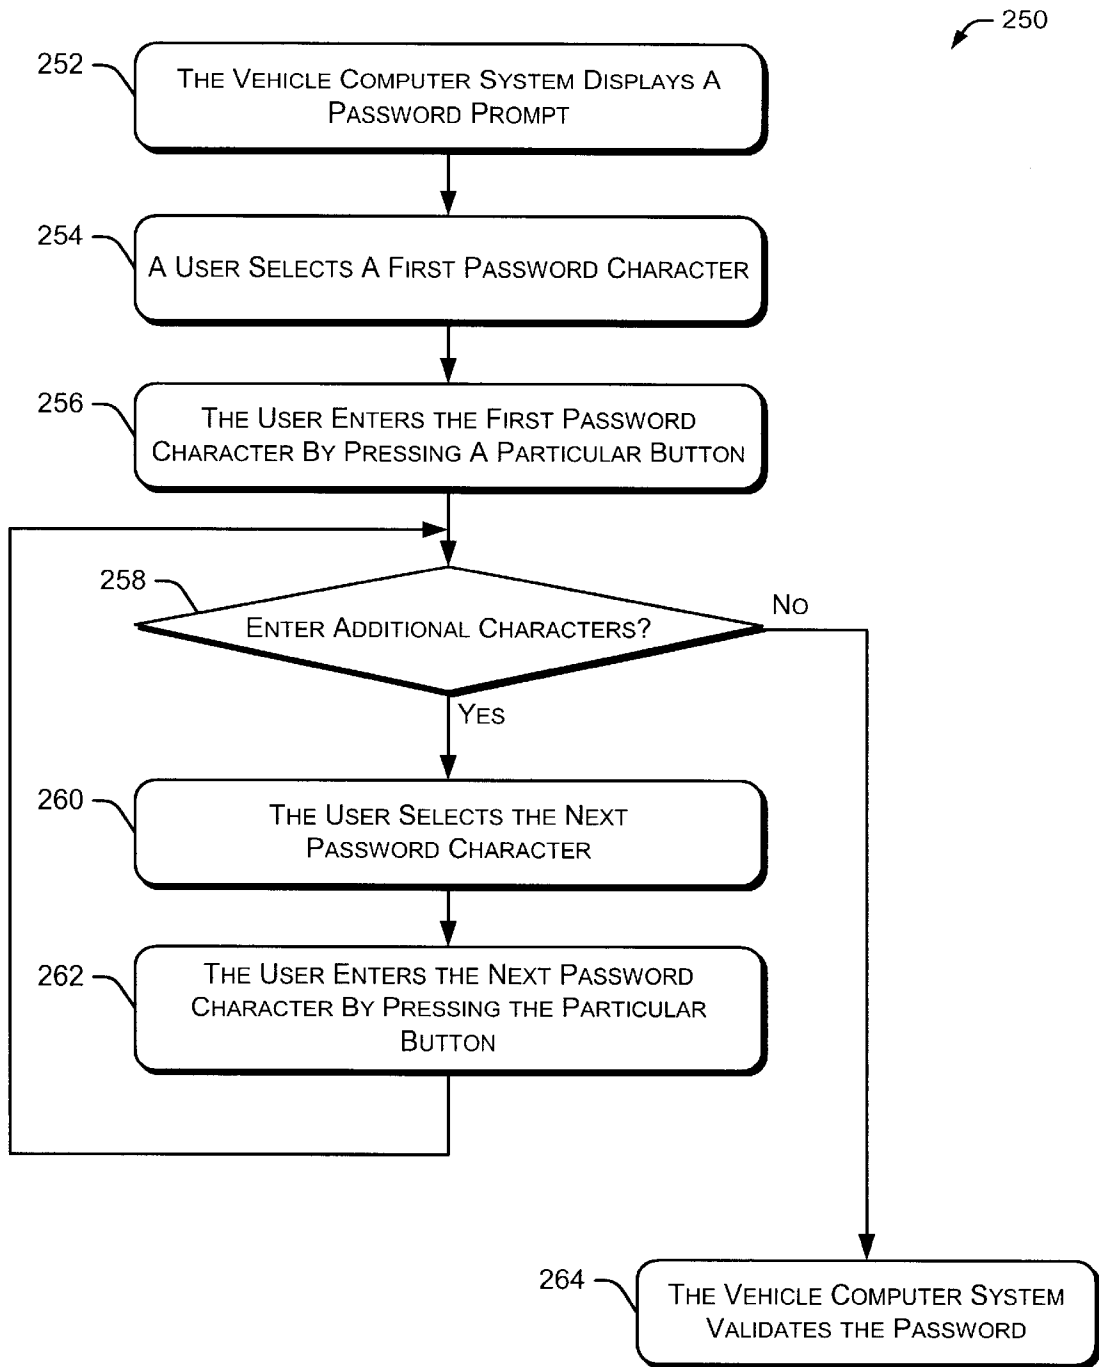 250
252
THE VEHICLE COMPUTER SYSTEM DISPLAYS A
PASSWORD PROMPT
254
A USER SELECTS A FIRST PASSWORD CHARACTER
256
THE USER ENTERS THE FIRST PASSWORD
CHARACTER BY PRESSING A PARTICULAR BUTTON
258
ENTER ADDITIONAL CHARACTERS?
NO
YES
260
THE USER SELECTS THE NEXT
PASSWORD CHARACTER
262
THE USER ENTERS THE NEXT PASSWORD
CHARACTER BY PRESSING THE PARTICULAR
BUTTON
264
THE VEHICLE COMPUTER SYSTEM
VALIDATES THE PASSWORD